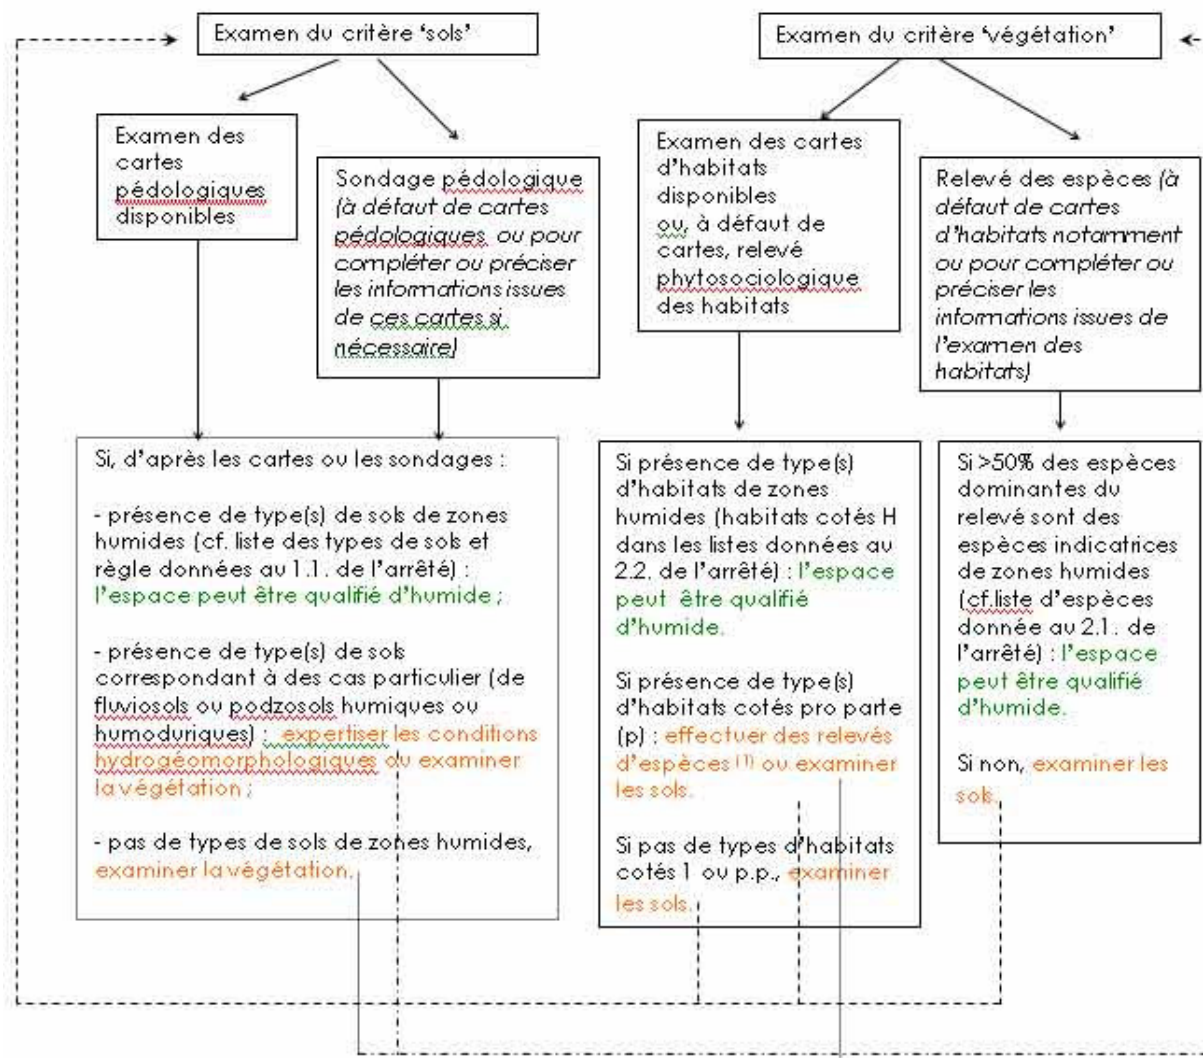 Examen du critère ‘sols’
Examen du critère ‘végétation’
Examen des
cartes
pédologiques
disponibles
Sondage pédologique
(à défaut de cartes
pédologiques ou pour
compléter ou préciser
les informations issues
de ces cartes si
nécessaire)
Examen des cartes
d’habitats
disponibles
ou, à défaut de
cartes, relevé
phytosociologique
des habitats
Relevé des espèces (à
défaut de cartes
d’habitats notamment
ou pour compléter ou
préciser les
informations issues de
l’examen des
habitats)
Si, d’après les cartes ou les sondages :
- présence de type(s) de sols de zones
humides (cf. liste des types de sols et
règle données au 1.1. de l’arrêté) :
l’espace peut être qualifié d’humide ;
- présence de type(s) de sols
correspondant à des cas particulier (de
fluviosols ou podzosols humiques ou
humoduriques) : expertiser les conditions
hydrogéomorphologiques ou examiner
la végétation ;
- pas de types de sols de zones humides,
examiner la végétation.
Si présence de type(s)
d’habitats de zones
humides (habitats cotés H
dans les listes données au
2.2. de l’arrêté) : l’espace
peut être qualifié
d’humide.
Si présence de type(s)
d’habitats cotés pro parte
(p) : effectuer des relevés
d’espèces (1) ou examiner
les sols.
Si pas de types d’habitats
cotés 1 ou p.p., examiner
les sols.
Si >50% des espèces
dominantes du
relevé sont des
espèces indicatrices
de zones humides
(cf.liste d’espèces
donnée au 2.1. de
l’arrêté) : l’espace
peut être qualifié
d’humide.
Si non, examiner les
sols.